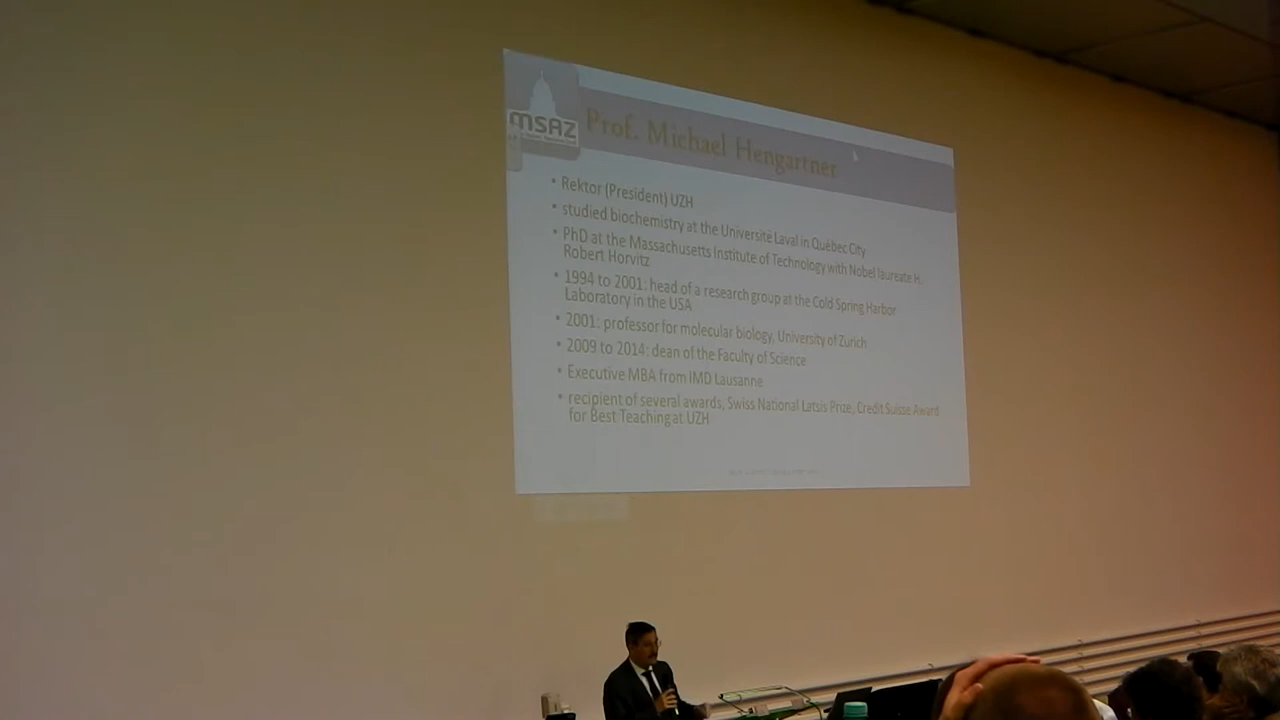 MSAZ
Prof. Michael Hengartner
• Rektor (President) UZH
• studied biochemistry at the Université Laval in Québec City
• PhD at the Massachusetts Institute of Technology with Nobel laureate H.
Robert Horvitz
• 1994 to 2001: head of a research group at the Cold Spring Harbor
Laboratory in the USA
• 2001: professor for molecular biology, University of Zurich
• 2009 to 2014: dean of the Faculty of Science
• Executive MBA from IMD Lausanne
• recipient of several awards, Swiss National Latsis Prize, Credit Suisse Award
for Best Teaching at UZH